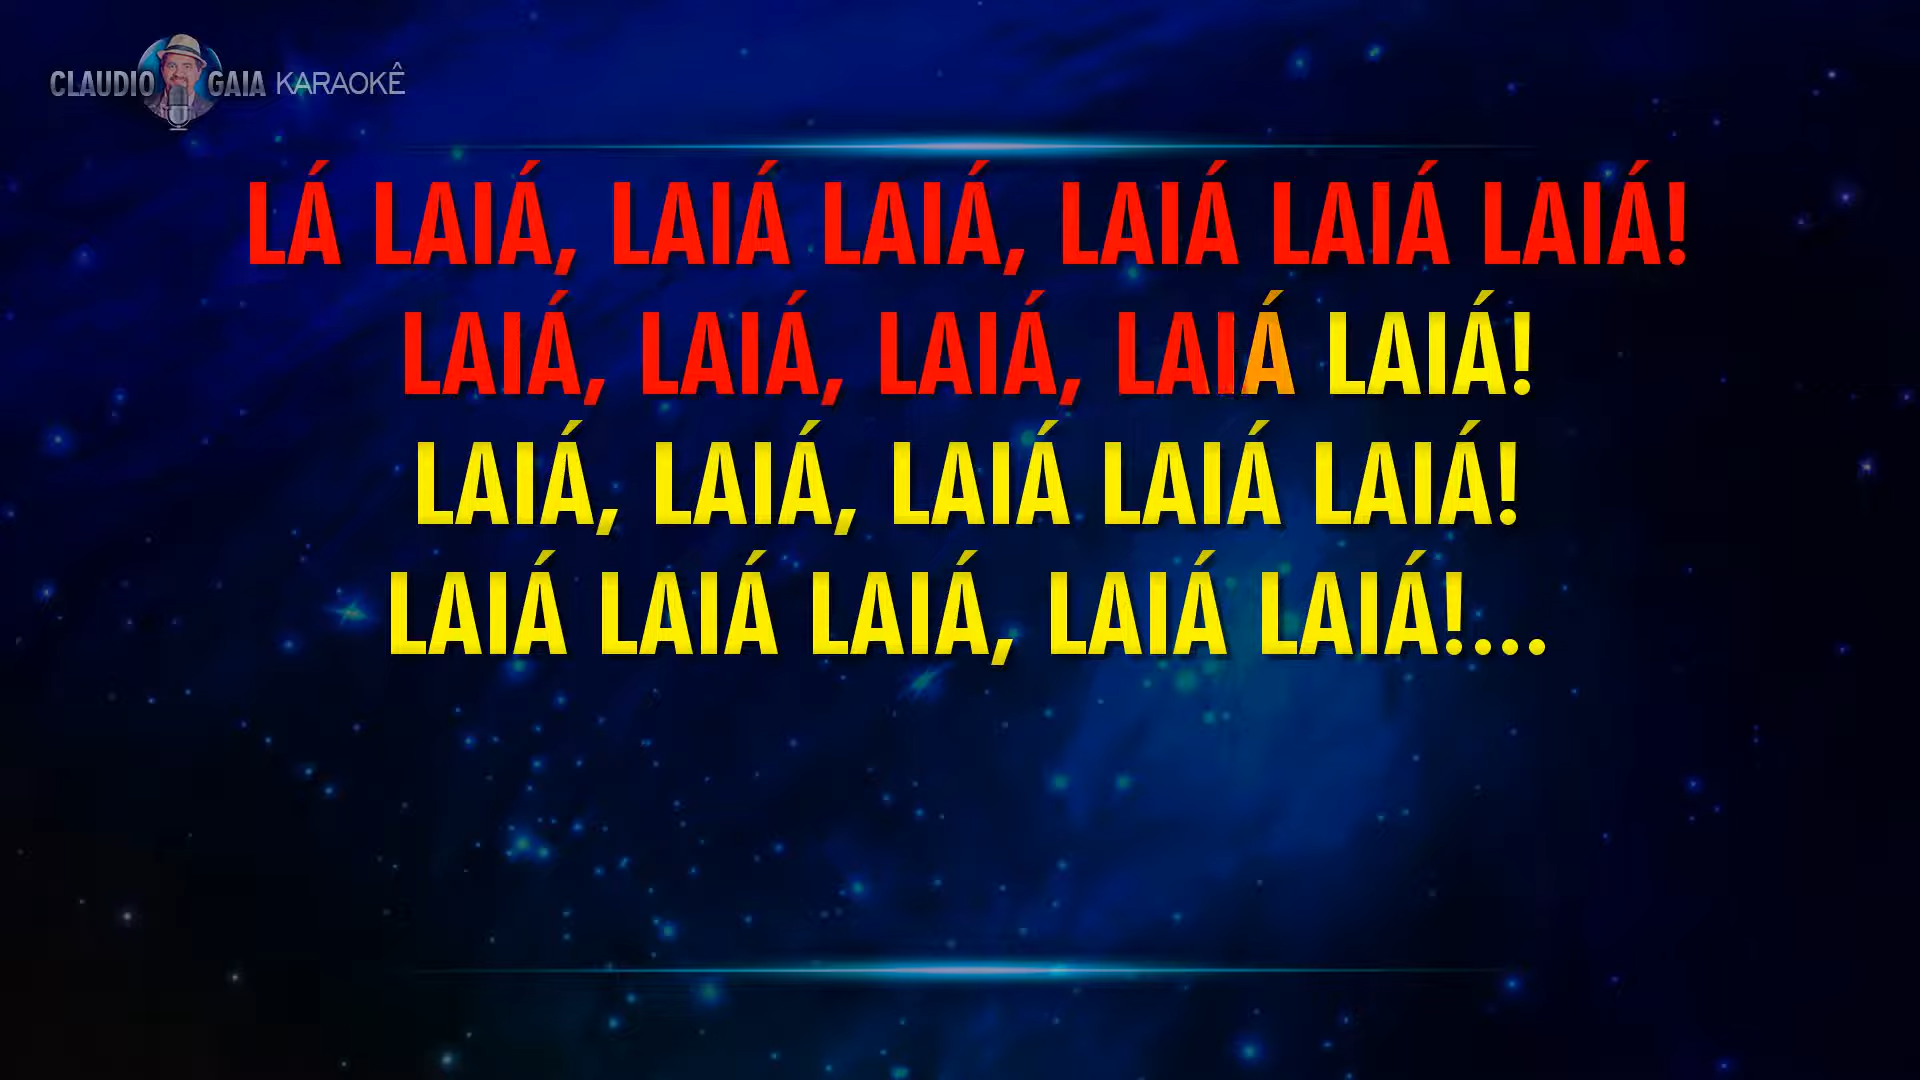 CLAUDIO GAIA KARAOKÊ
LÁ LAIÁ, LAIÁ LAIÁ, LAIÁ LAIÁ LAIÁ!
LAIÁ, LAIÁ, LAIÁ, LAIÁ LAIÁ!
LAIÁ, LAIÁ, LAIÁ LAIÁ LAIÁ!
LAIÁ LAIÁ LAIÁ, LAIÁ LAIÁ!...